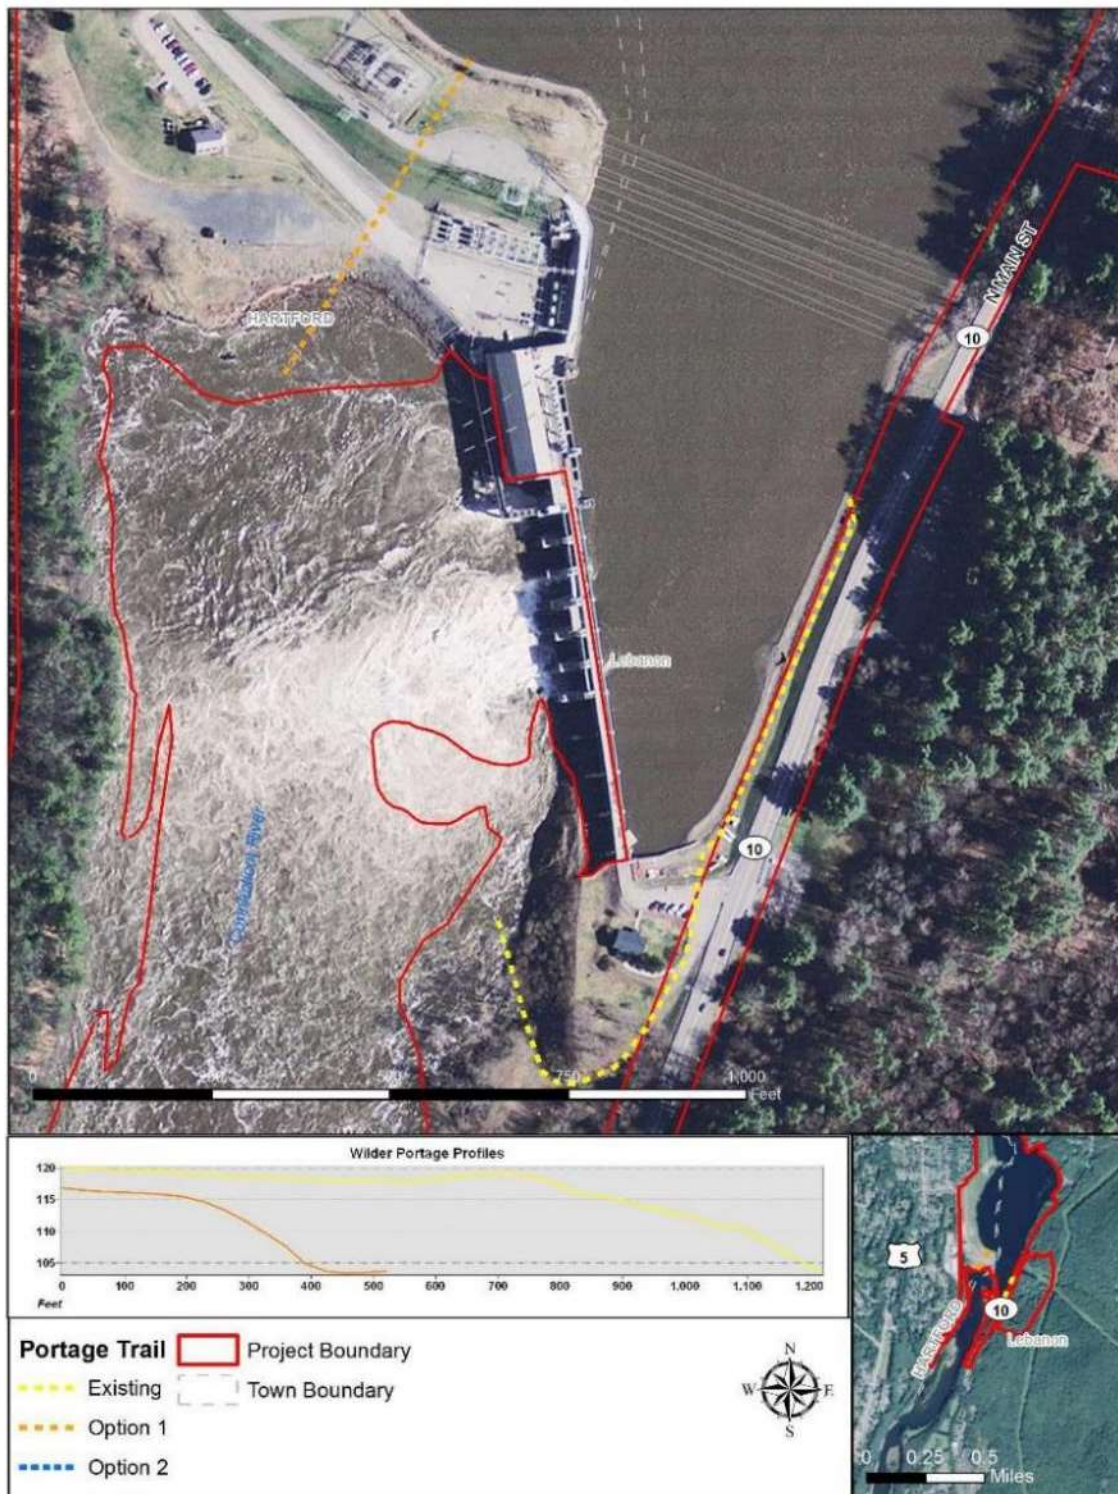 N MAIN ST
10
HARTFORD
Lebanon
10
Connecticut River
0 250 500 750 1,000
Feet
Wilder Portage Profiles
120
115
110
105
0 100 200 300 400 500 600 700 800 900 1,000 1,100 1,200
Feet
Portage Trail
Existing
Option 1
Option 2
Project Boundary
Town Boundary
N
W E
S
5
10
HARTFORD
Lebanon
0 0.25 0.5
Miles